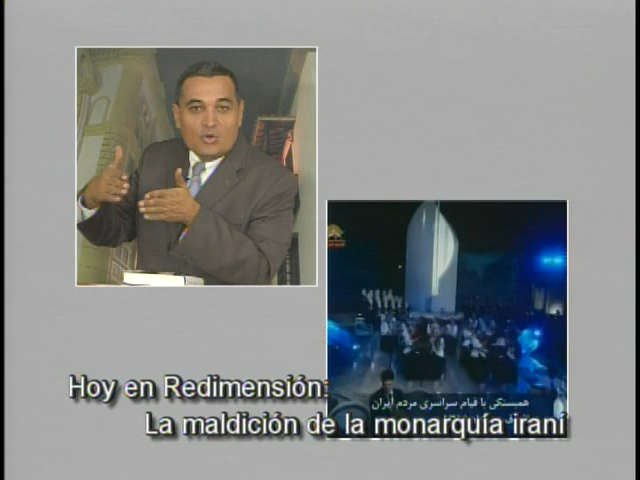 همبستگی با قیام سراسری مردم ایران
Hoy en Redimensión:
La maldición de la monarquía iraní